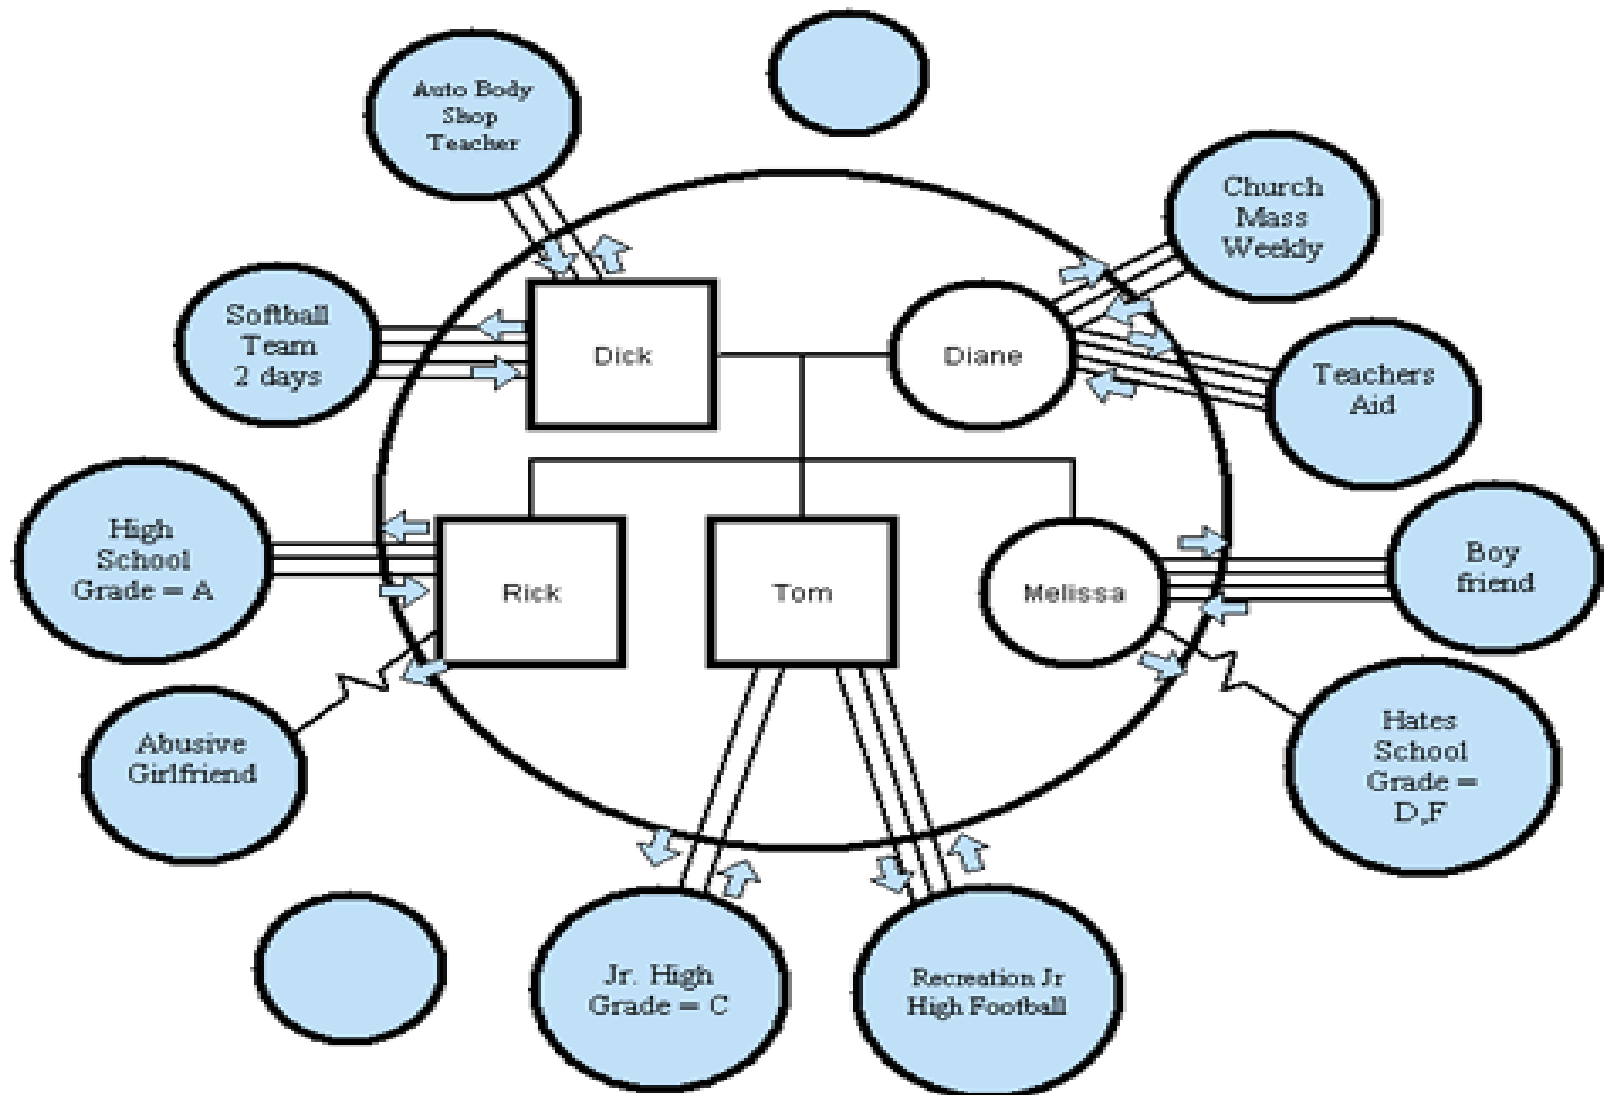 Auto Body
Shop
Teacher
Church
Mass
Weekly
Softball
Team
2 days
Dick
Diane
Teachers
Aid
High
School
Grade = A
Rick
Tom
Melissa
Boy
friend
Abusive
Girlfriend
Hates
School
Grade =
D,F
Jr. High
Grade = C
Recreation Jr
High Football